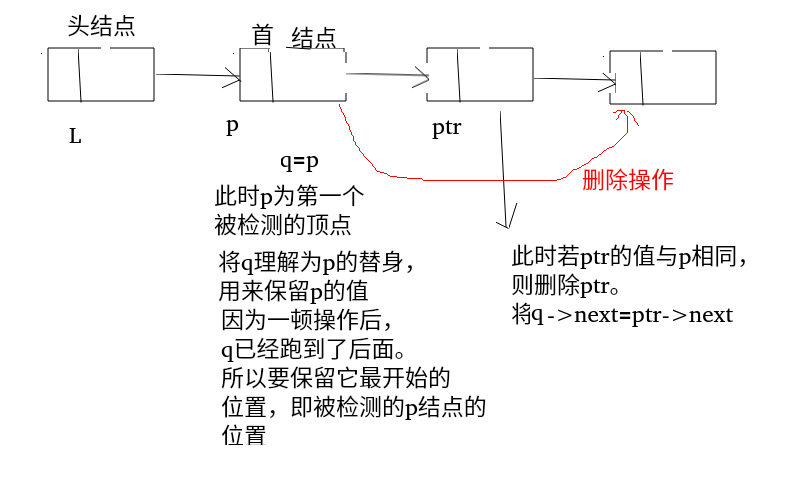 头结点
首 结点
L
p
ptr
q=p
删除操作
此时p为第一个
被检测的顶点
将q理解为p的替身，
用来保留p的值
因为一顿操作后，
q已经跑到了后面。
所以要保留它最开始的
位置，即被检测的p结点的
位置
此时若ptr的值与p相同，
则删除ptr。
将q->next=ptr->next